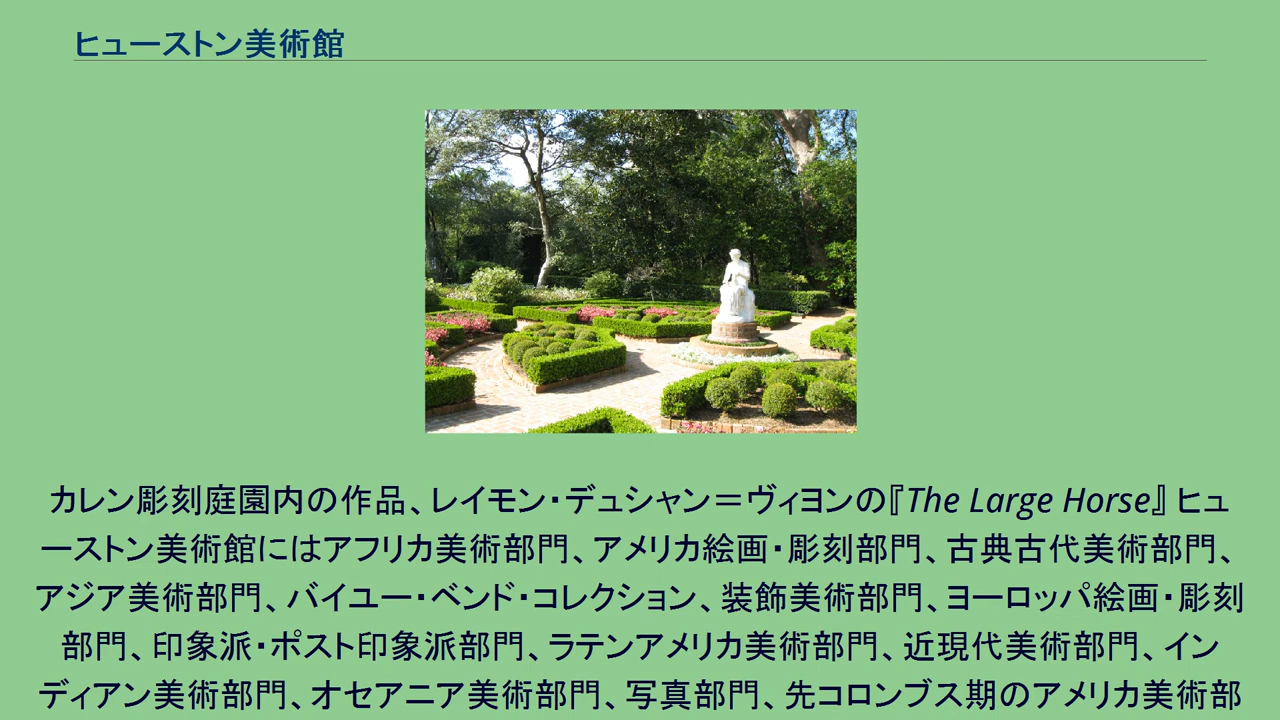 ヒューストン美術館
カレン彫刻庭園内の作品、レイモン・デュシャン＝ヴィヨンの『The Large Horse』 ヒュ
ーストン美術館にはアフリカ美術部門、アメリカ絵画・彫刻部門、古典古代美術部門、
アジア美術部門、バイユー・ベンド・コレクション、装飾美術部門、ヨーロッパ絵画・彫刻
部門、印象派・ポスト印象派部門、ラテンアメリカ美術部門、近現代美術部門、イン
ディアン美術部門、オセアニア美術部門、写真部門、先コロンブス期のアメリカ美術部